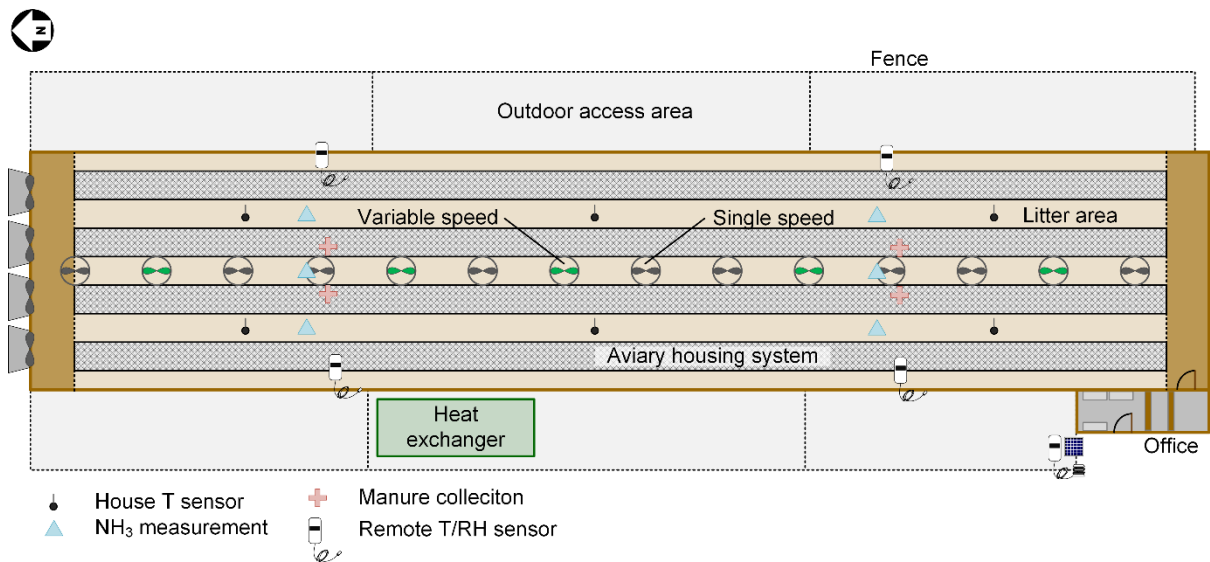 N
Fence
Outdoor access area
Variable speed
Single speed
Litter area
Aviary housing system
Heat
exchanger
Office
House T sensor
NH₃ measurement
Manure colleciton
Remote T/RH sensor